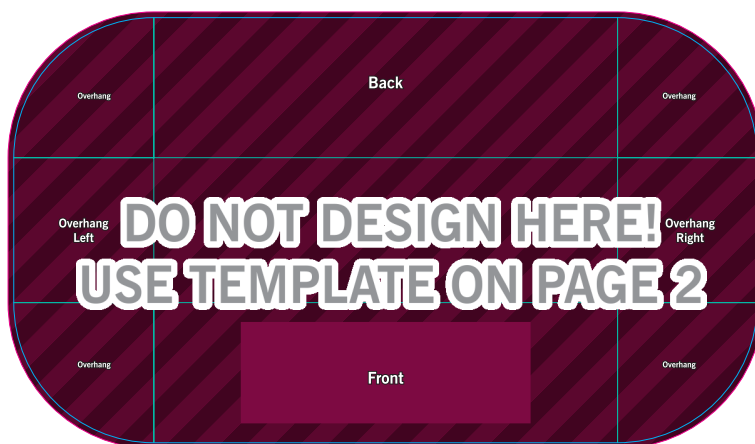 Back
Overhang
Overhang
DO NOT DESIGN HERE!
USE TEMPLATE ON PAGE 2
Overhang
Left
Overhang
Right
Overhang
Front
Overhang